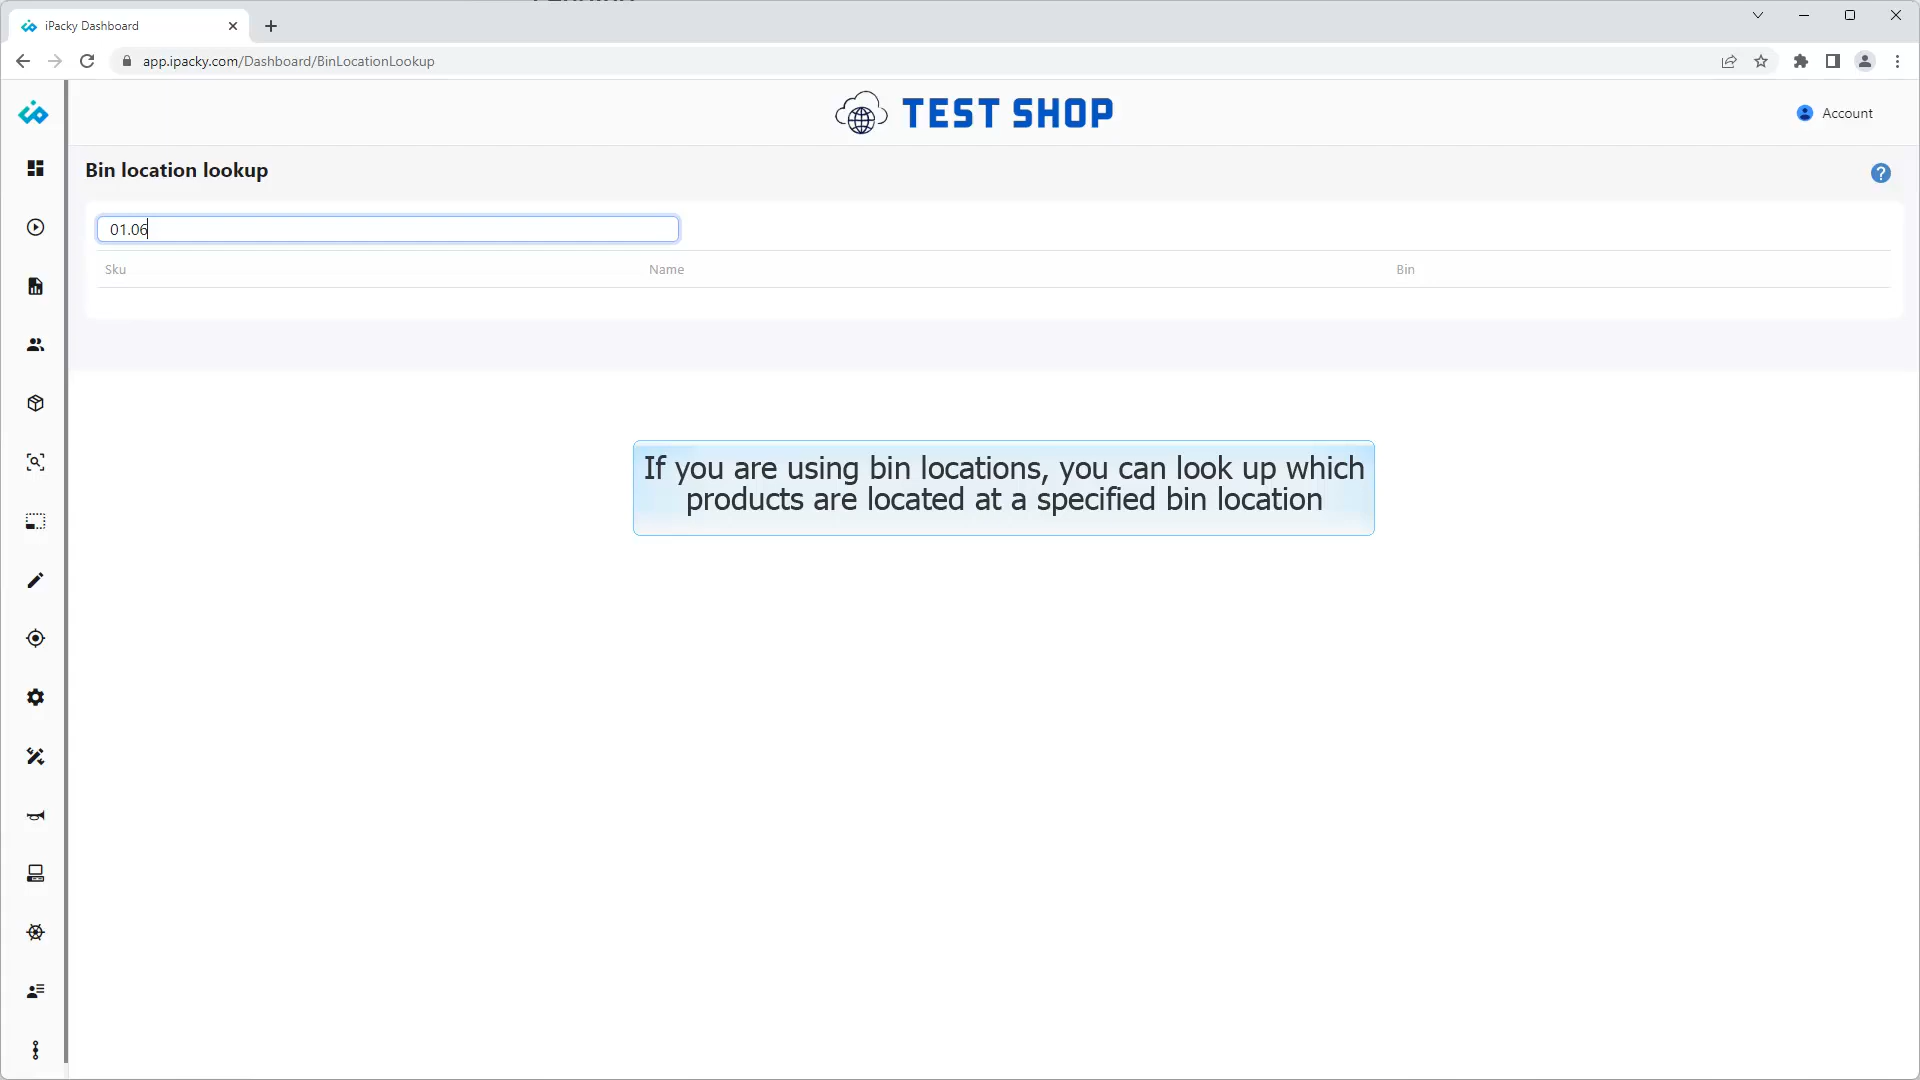 iPacky Dashboard
app.ipacky.com/Dashboard/BinLocationLookup
TEST SHOP
Account
Bin location lookup
?
01.06
Sku Name Bin
If you are using bin locations, you can look up which
products are located at a specified bin location